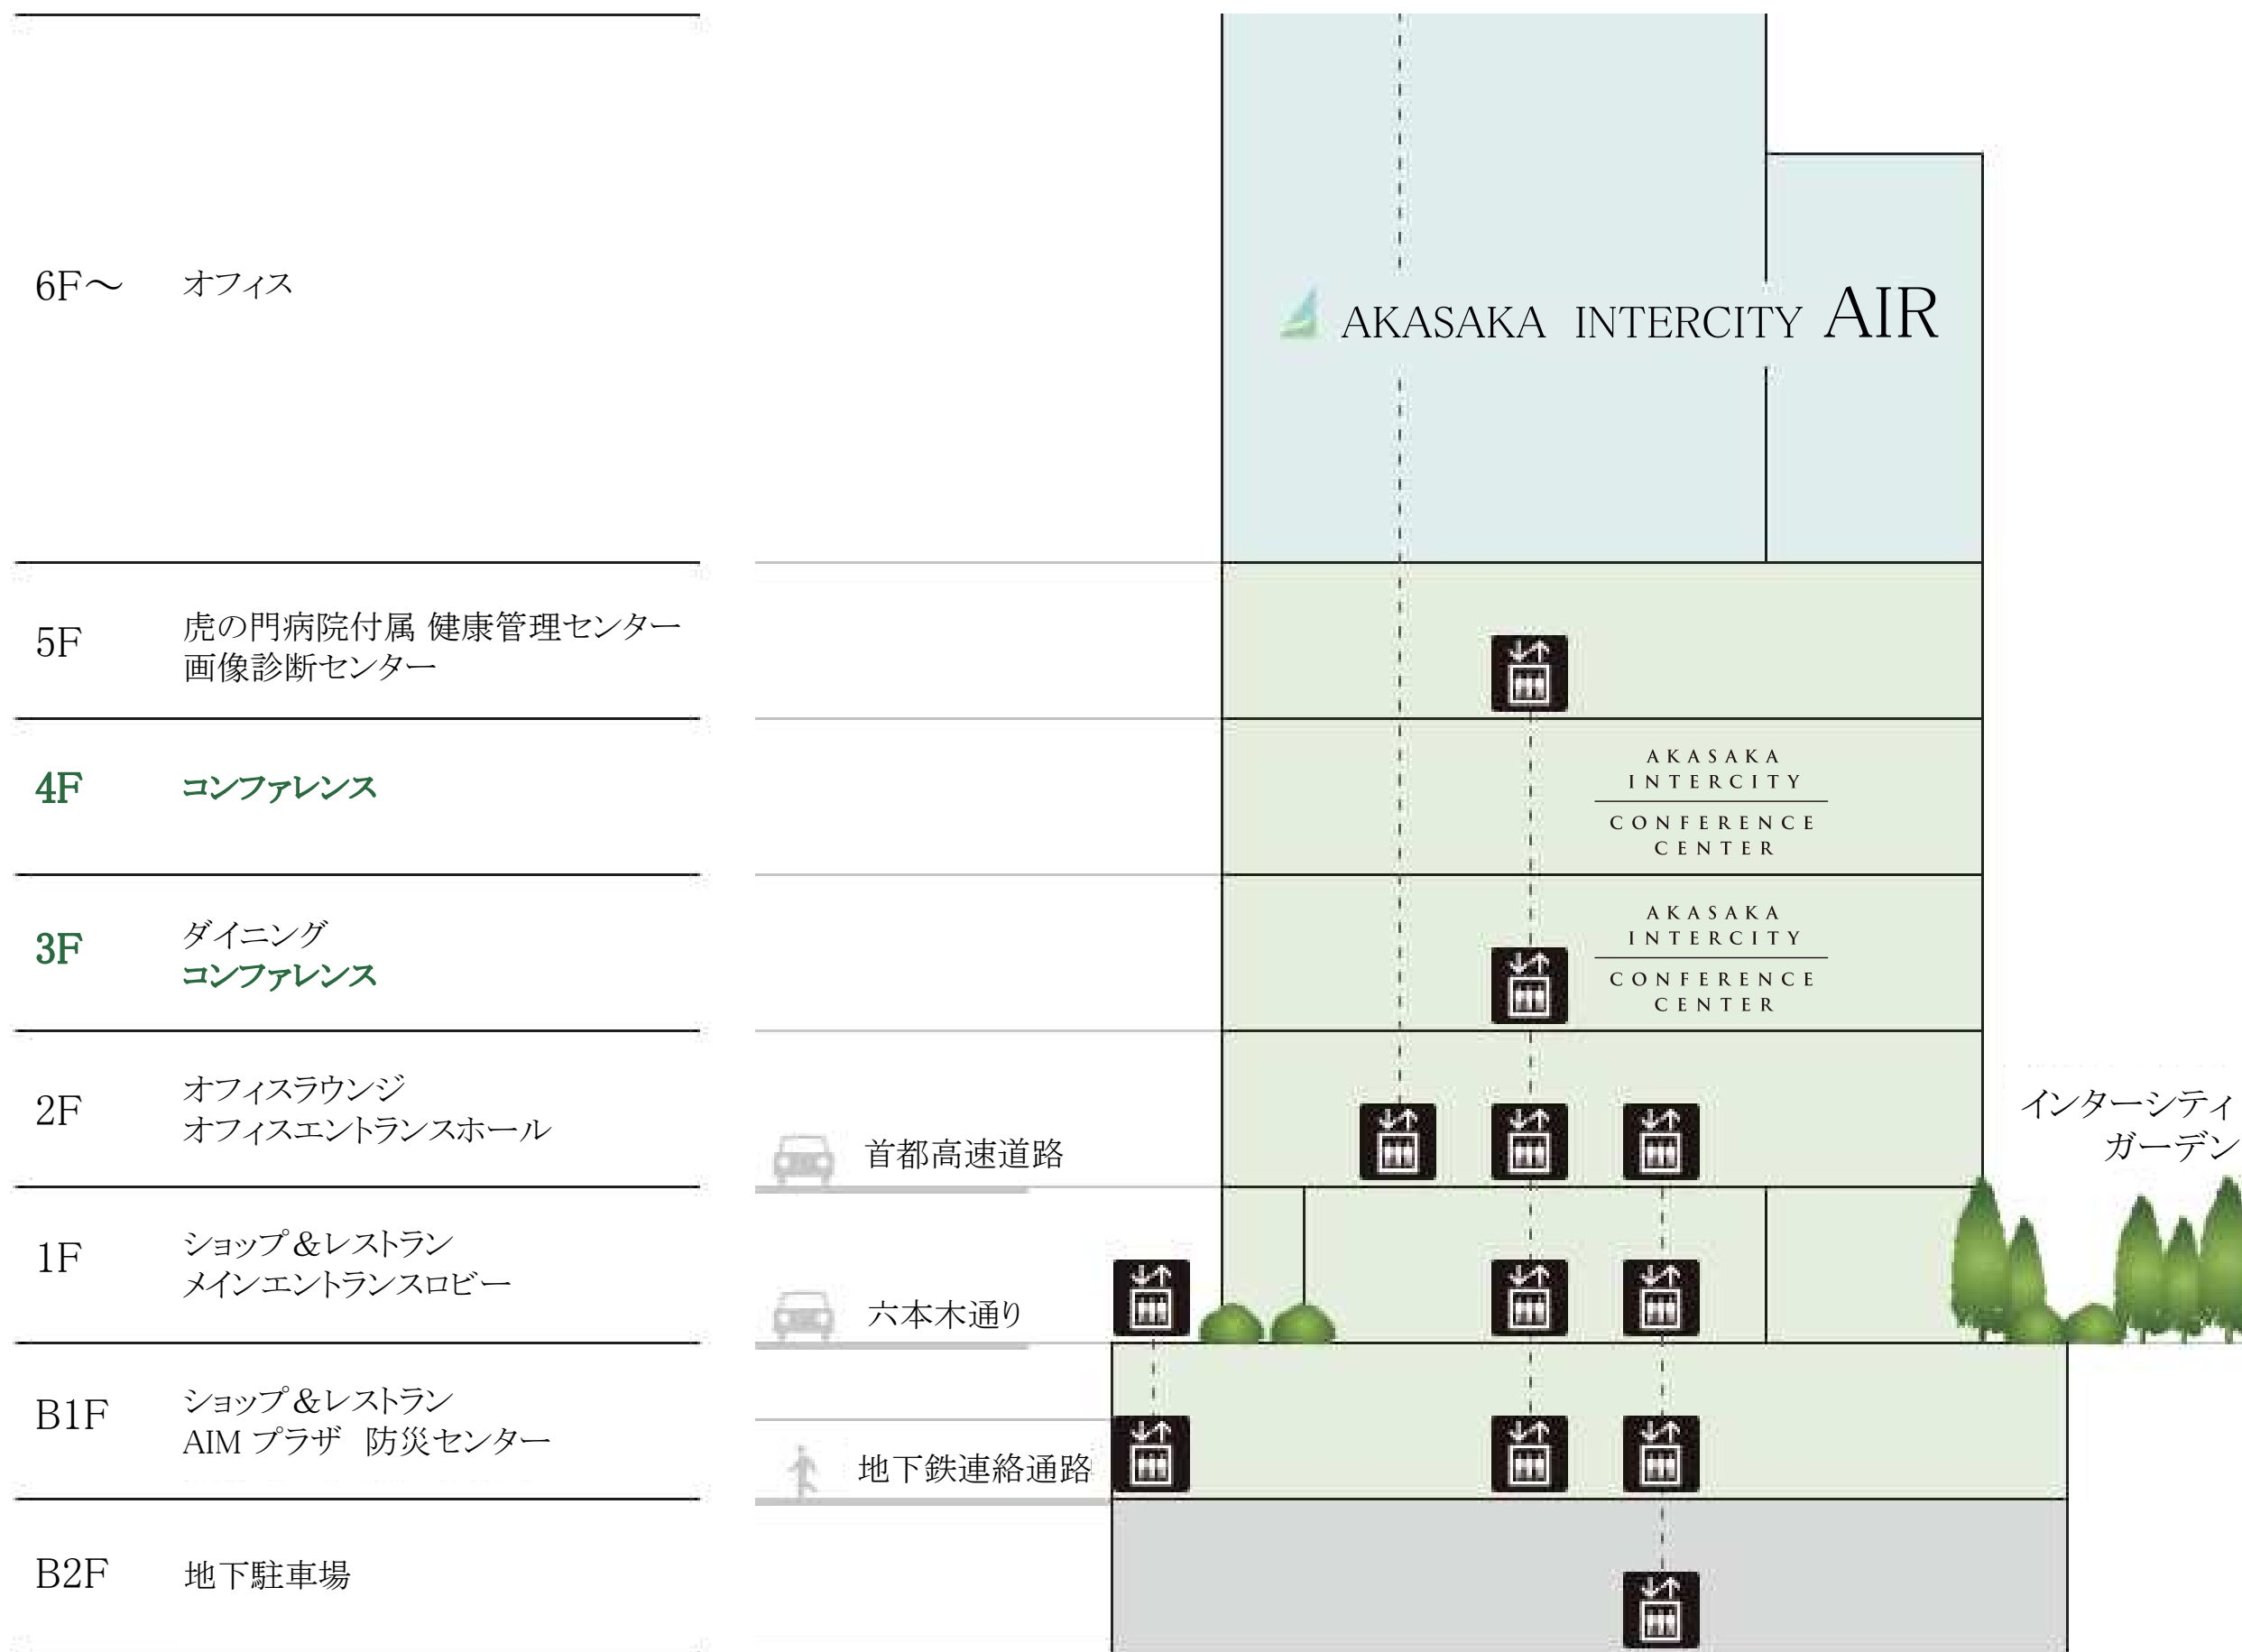 6F～ オフィス
AKASAKA INTERCITY AIR
5F 虎の門病院付属 健康管理センター
画像診断センター
4F コンファレンス
AKASAKA
INTERCITY
CONFERENCE
CENTER
3F ダイニング
コンファレンス
AKASAKA
INTERCITY
CONFERENCE
CENTER
2F オフィスラウンジ
オフィスエントランスホール
首都高速道路
インターシティ
ガーデン
1F ショップ＆レストラン
メインエントランスロビー
六本木通り
B1F ショップ＆レストラン
AIM プラザ 防災センター
地下鉄連絡通路
B2F 地下駐車場